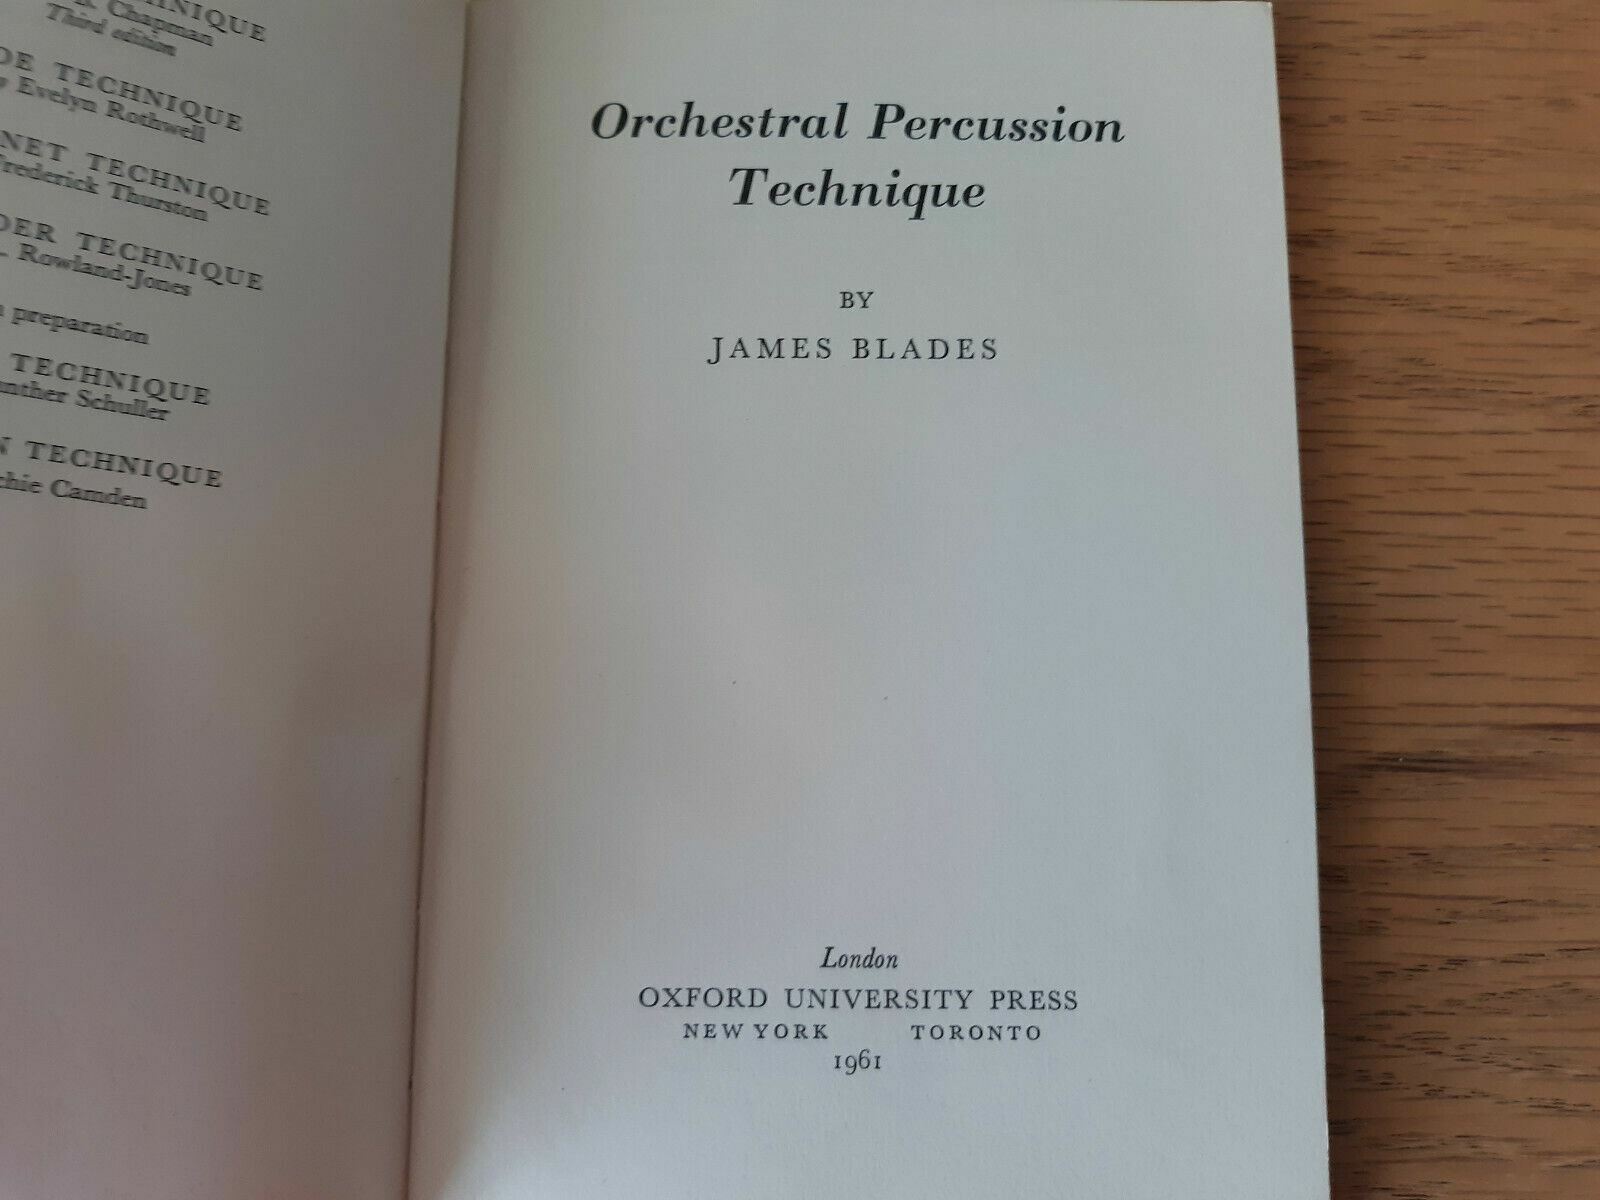 NIQUE
Chapman
Third edition
TECHNIQUE
Evelyn Rothwell
NET TECHNIQUE
Frederick Thurston
DER TECHNIQUE
Rowland-Jones
preparation
TECHNIQUE
nther Schuller
N TECHNIQUE
chie Camden
Orchestral Percussion
Technique
BY
JAMES BLADES
London
OXFORD UNIVERSITY PRESS
NEW YORK TORONTO
1961